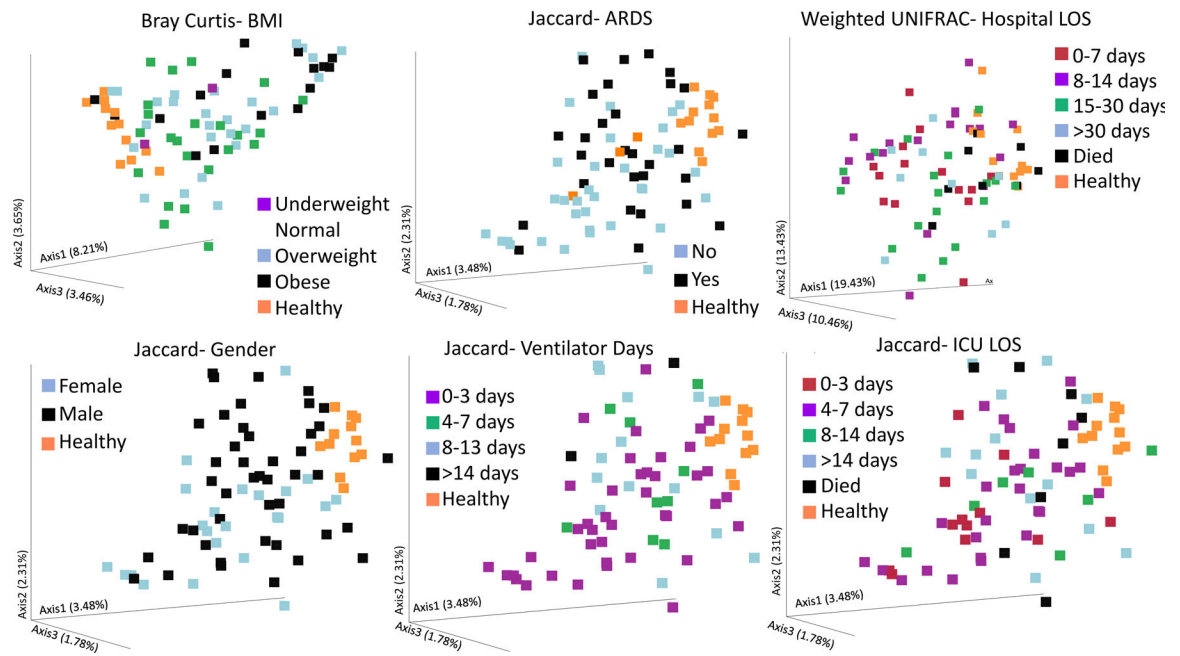 Bray Curtis- BMI
Axis2 (3.65%)
Axis1 (8.21%)
Axis3 (3.46%)
Underweight
Normal
Overweight
Obese
Healthy
Jaccard- ARDS
Axis2 (2.31%)
Axis1 (3.48%)
Axis3 (1.78%)
No
Yes
Healthy
Weighted UNIFRAC- Hospital LOS
0-7 days
8-14 days
15-30 days
>30 days
Died
Healthy
Axis2 (13.43%)
Axis1 (19.43%)
Ax
Axis3 (10.46%)
Jaccard- Gender
Female
Male
Healthy
Axis2 (2.31%)
Axis1 (3.48%)
Axis3 (1.78%)
Jaccard- Ventilator Days
0-3 days
4-7 days
8-13 days
>14 days
Healthy
Axis2 (2.31%)
Axis1 (3.48%)
Axis3 (1.78%)
Jaccard- ICU LOS
0-3 days
4-7 days
8-14 days
>14 days
Died
Healthy
Axis2 (2.31%)
Axis1 (3.48%)
Axis3 (1.78%)